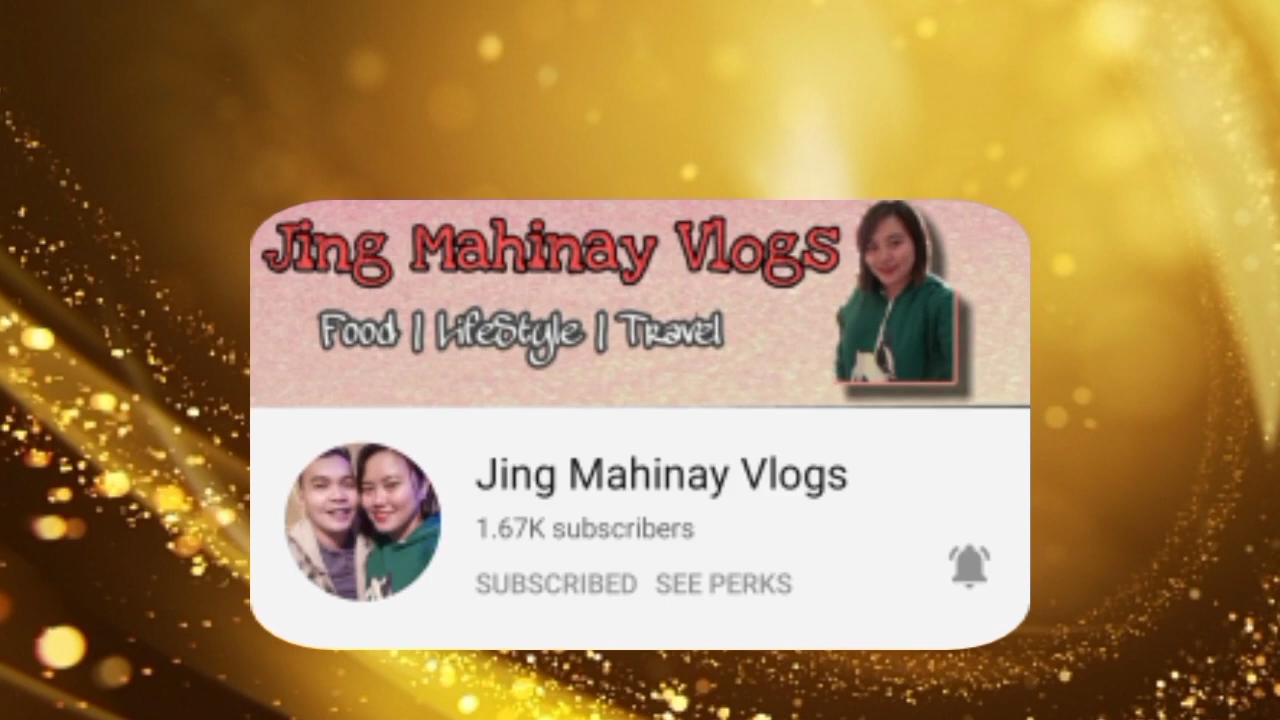 Jing Mahinay Vlogs
Food | LifeStyle | Travel
Jing Mahinay Vlogs
1.67K subscribers
SUBSCRIBED SEE PERKS